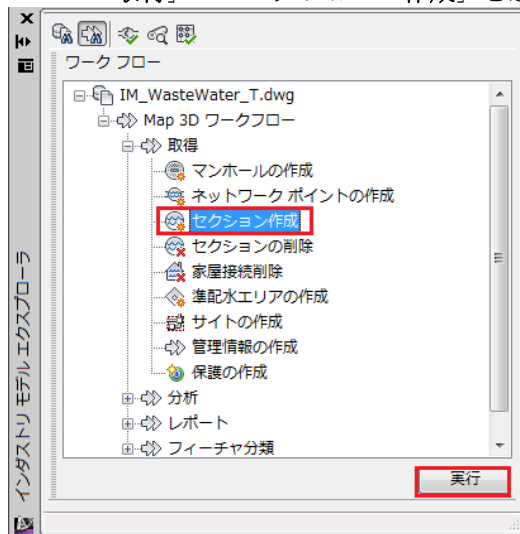 ワーク フロー
IM_WasteWater_T.dwg
Map 3D ワークフロー
取得
マンホールの作成
ネットワーク ポイントの作成
セクション作成
セクションの削除
家屋接続削除
準配水エリアの作成
サイトの作成
管理情報の作成
保護の作成
分析
レポート
フィーチャ分類
実行
インダストリ モデル エクスプローラ